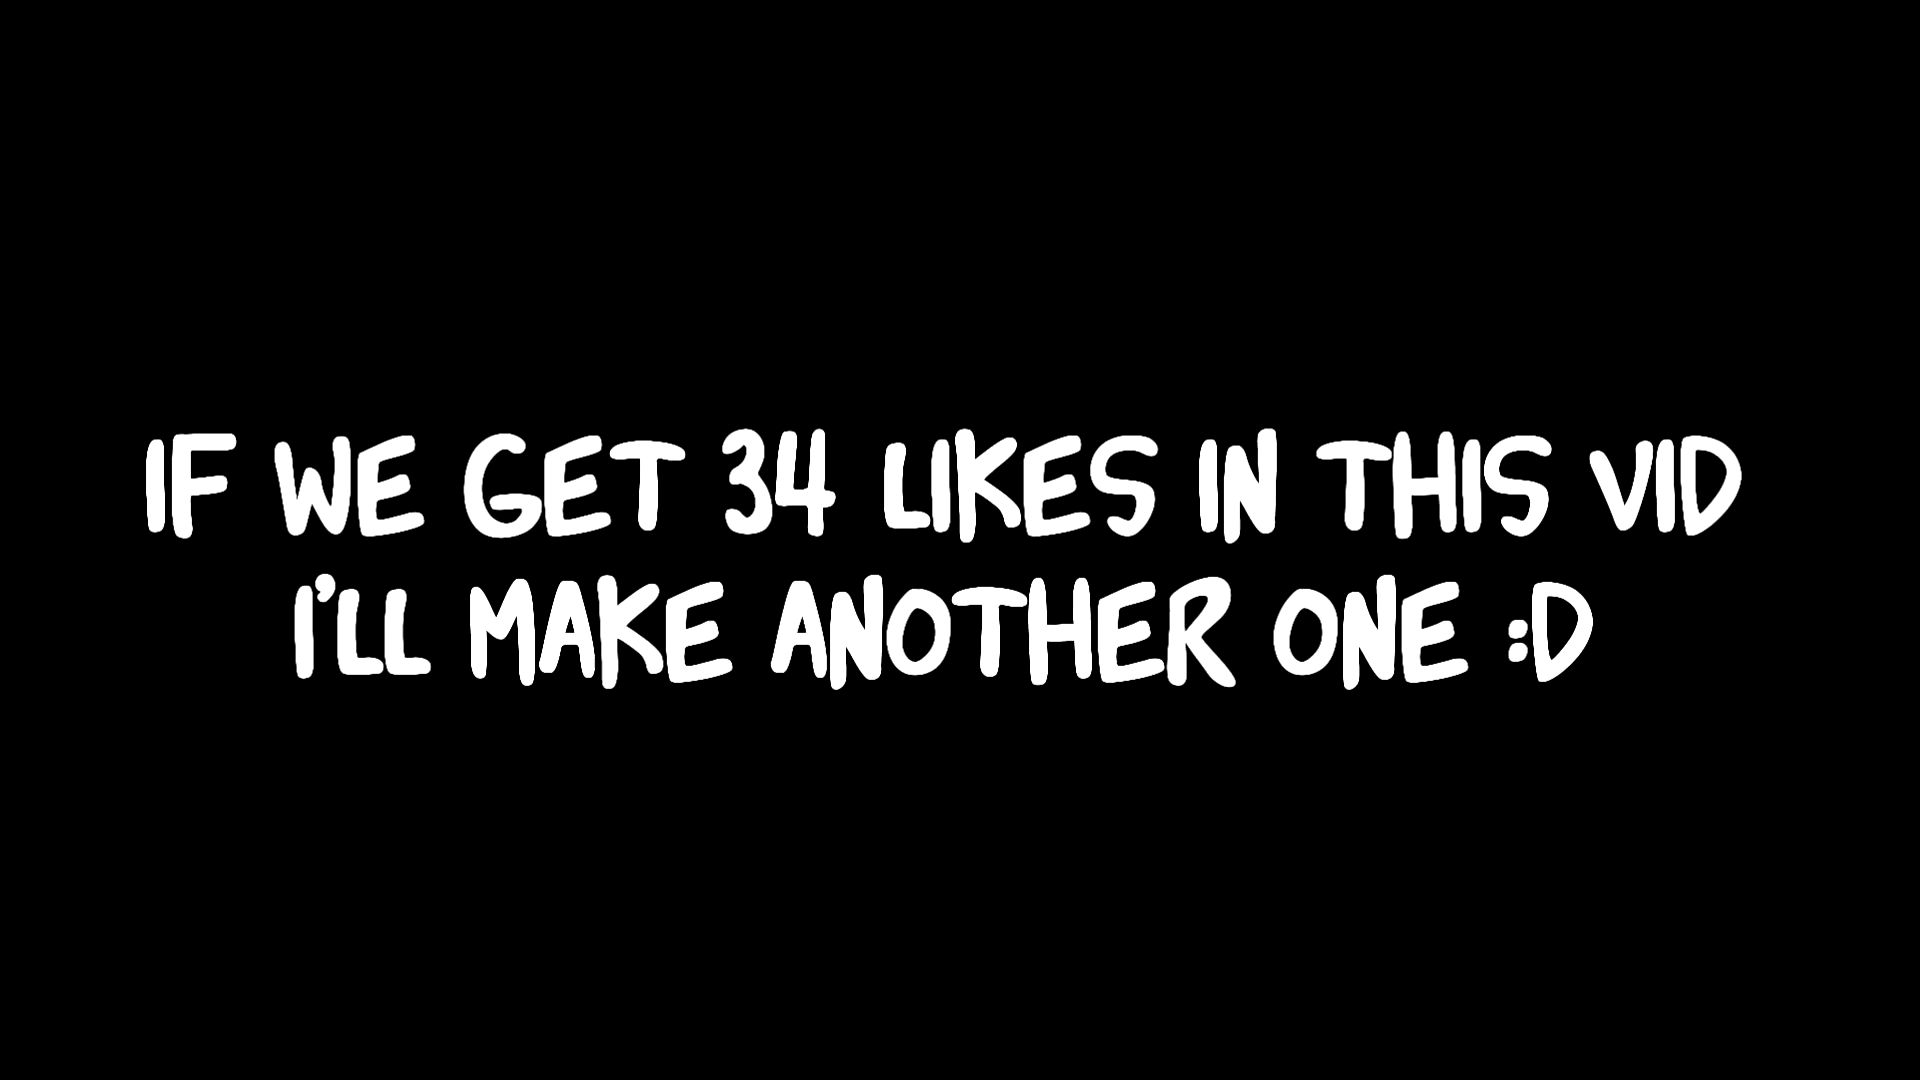 IF WE GET 34 LIKES IN THIS VID
I'LL MAKE ANOTHER ONE :D